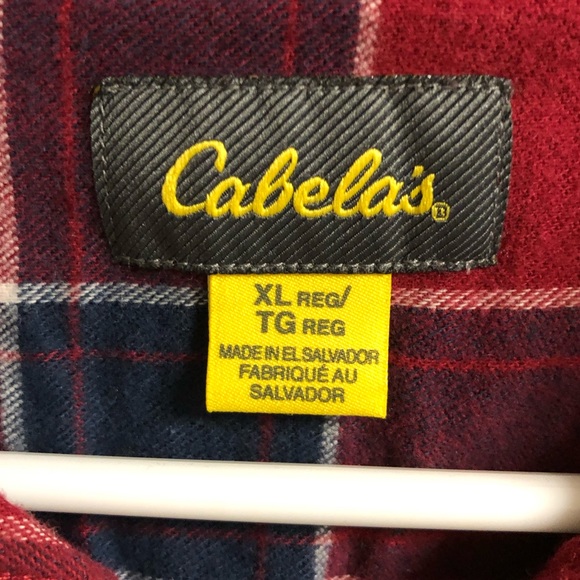 Cabela's®
XL REG/
TG REG
MADE IN EL SALVADOR
FABRIQUÉ AU
SALVADOR